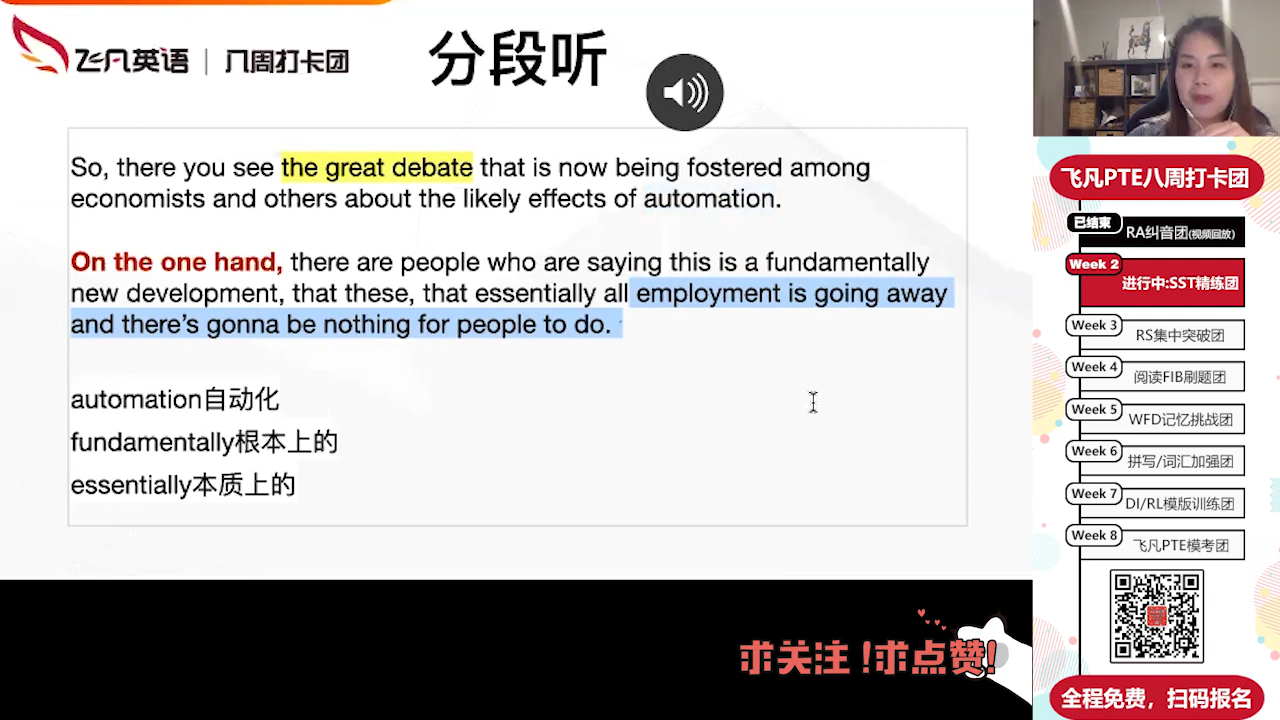 飞凡英语 | 八周打卡团
分段听
So, there you see the great debate that is now being fostered among
economists and others about the likely effects of automation.
On the one hand, there are people who are saying this is a fundamentally
new development, that these, that essentially all employment is going away
and there's gonna be nothing for people to do.
automation自动化
fundamentally根本上的
essentially本质上的
求关注!求点赞!
飞凡PTE八周打卡团
已结束
RA纠音团(视频回放)
Week 2
进行中:SST精练团
Week 3
RS集中突破团
Week 4
阅读FIB刷题团
Week 5
WFD记忆挑战团
Week 6
拼写/词汇加强团
Week 7
DI/RL模版训练团
Week 8
飞凡PTE模考团
全程免费，扫码报名